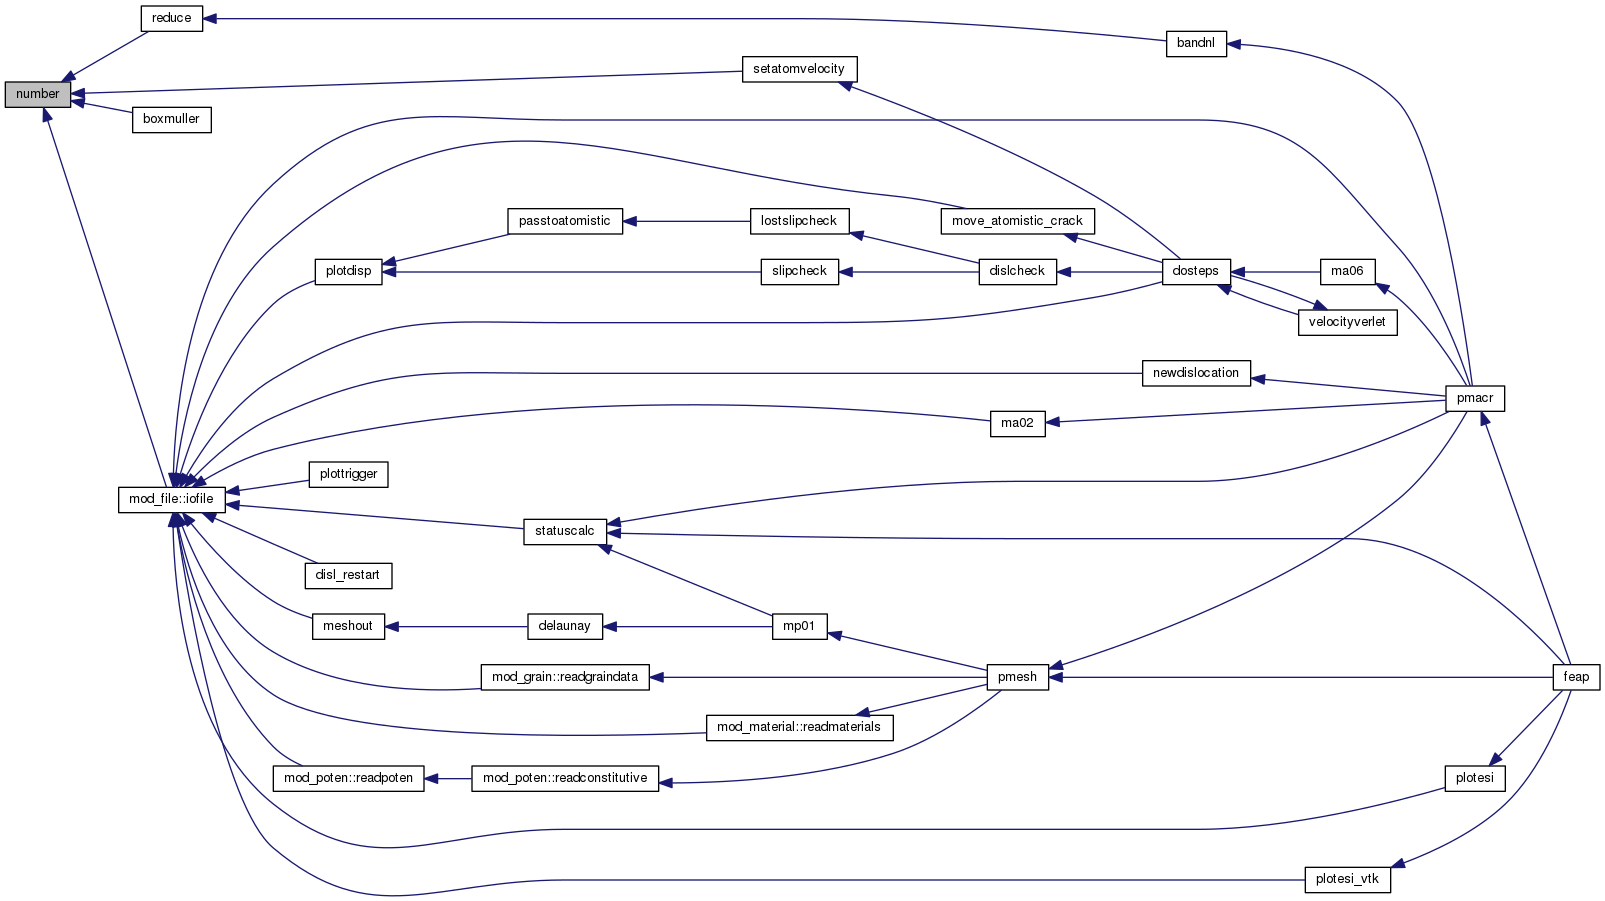 reduce
bandnl
setatomvelocity
number
boxmuller
passtoatomistic
lostslipcheck
move_atomistic_crack
plotdisp
slipcheck
dislcheck
dosteps
ma06
velocityverlet
newdislocation
pmacr
ma02
plottrigger
mod_file::iofile
statuscalc
disl_restart
meshout
delaunay
mp01
mod_grain::readgraindata
pmesh
feap
mod_material::readmaterials
mod_poten::readpoten
mod_poten::readconstitutive
plotesi
plotesi_vtk